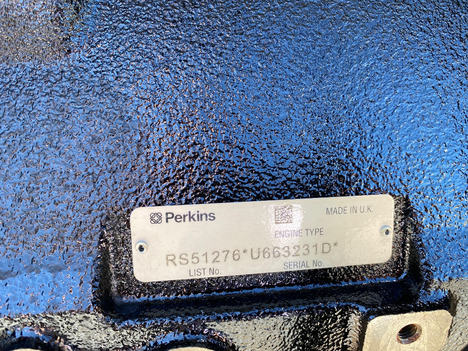 Perkins
MADE IN U.K.
ENGINE TYPE
RS51276*U663231D*
LIST No. SERIAL No.